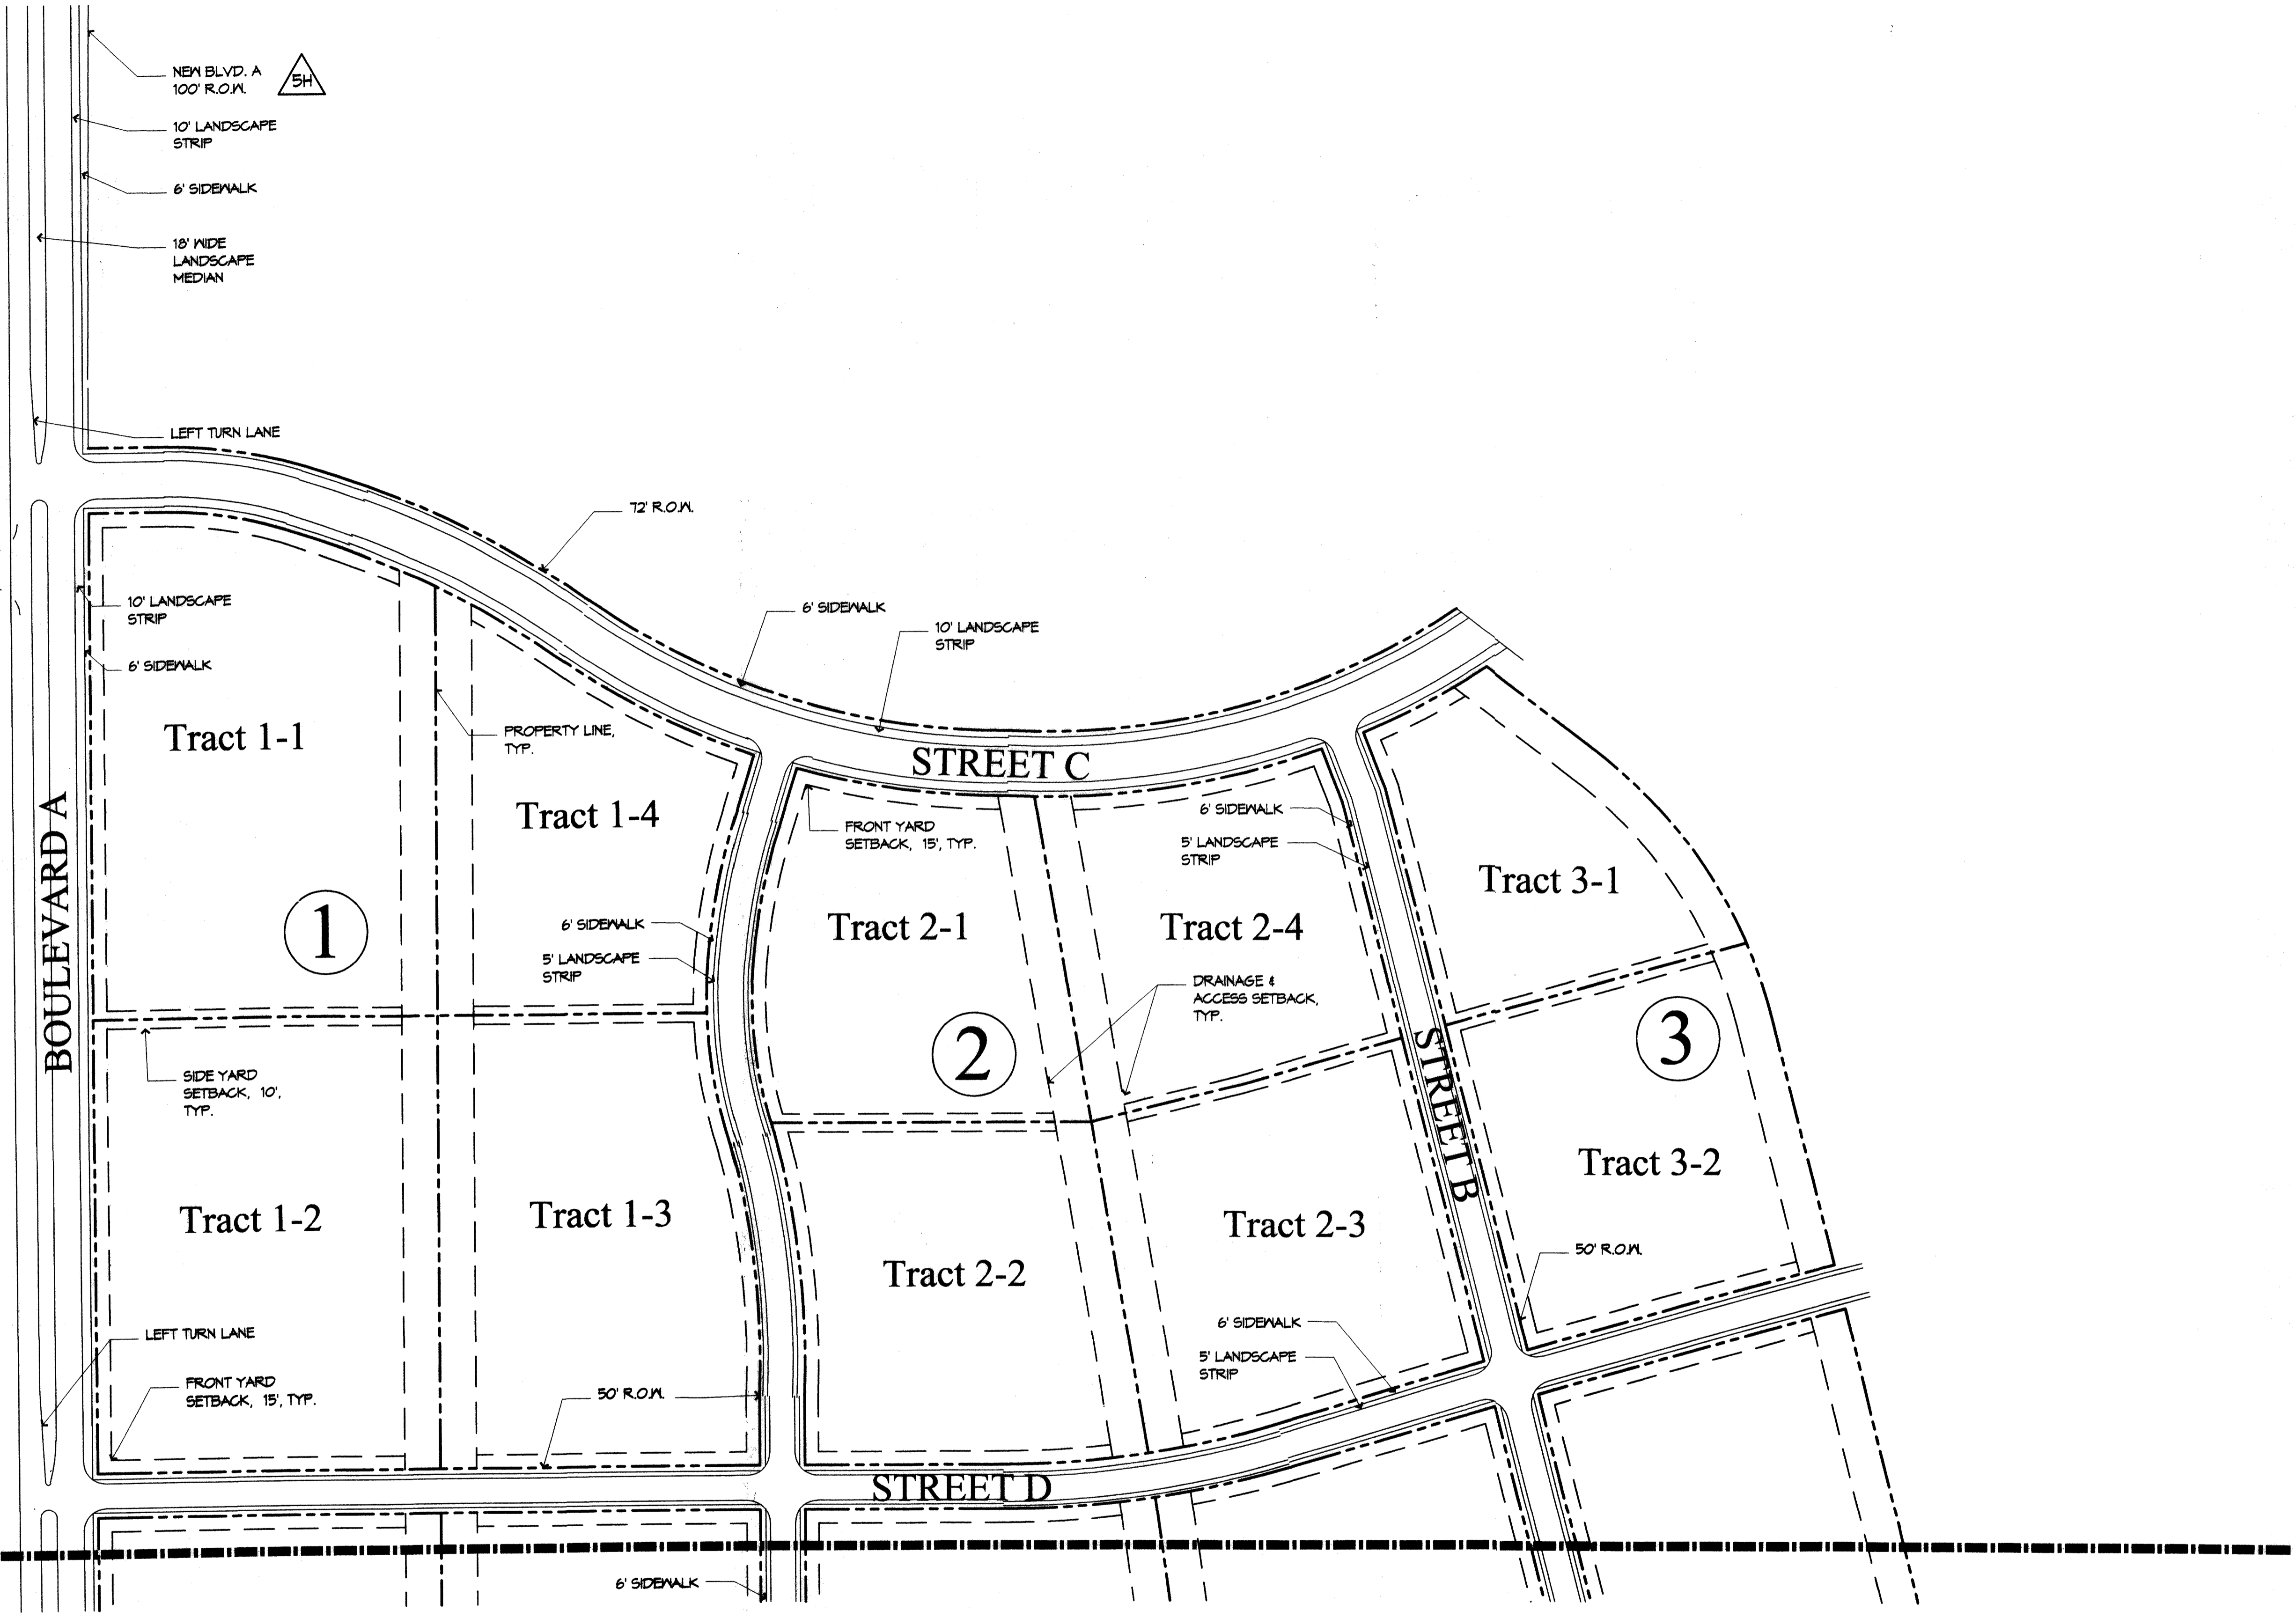 NEW BLVD. A
100' R.O.W.
5H
10' LANDSCAPE
STRIP
6' SIDEWALK
18' WIDE
LANDSCAPE
MEDIAN
LEFT TURN LANE
72' R.O.W.
10' LANDSCAPE
STRIP
6' SIDEWALK
6' SIDEWALK
10' LANDSCAPE
STRIP
Tract 1-1
PROPERTY LINE,
TYP.
STREET C
Tract 1-4
FRONT YARD
SETBACK, 15', TYP.
6' SIDEWALK
5' LANDSCAPE
STRIP
Tract 3-1
BOULEVARD A
1
6' SIDEWALK
5' LANDSCAPE
STRIP
Tract 2-1
Tract 2-4
DRAINAGE &
ACCESS SETBACK,
TYP.
2
3
STREET B
SIDE YARD
SETBACK, 10',
TYP.
Tract 1-2
Tract 1-3
Tract 2-2
Tract 2-3
Tract 3-2
50' R.O.W.
LEFT TURN LANE
FRONT YARD
SETBACK, 15', TYP.
50' R.O.W.
6' SIDEWALK
5' LANDSCAPE
STRIP
STREET D
6' SIDEWALK